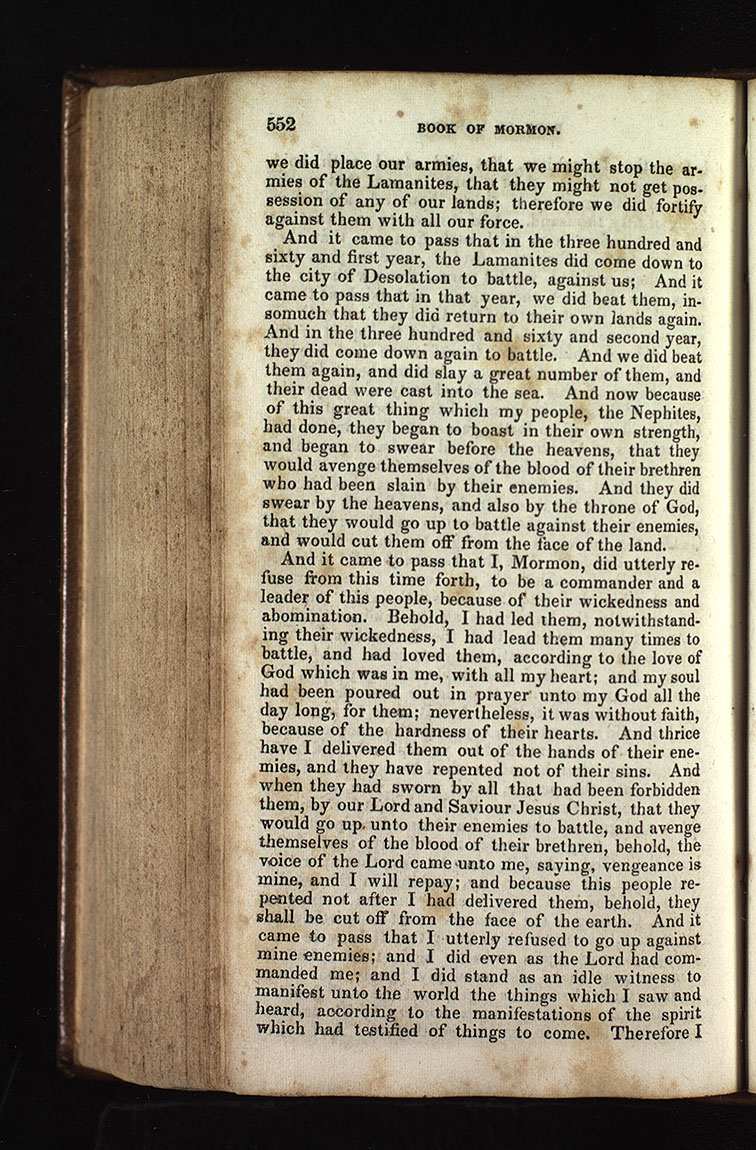 552
BOOK OF MORMON.
we did place our armies, that we might stop the ar-
mies of the Lamanites, that they might not get pos-
session of any of our lands; therefore we did fortify
against them with all our force.
And it came to pass that in the three hundred and
sixty and first year, the Lamanites did come down to
the city of Desolation to battle, against us; And it
came to pass that in that year, we did beat them, in-
somuch that they did return to their own lands again.
And in the three hundred and sixty and second year,
they did come down again to battle. And we did beat
them again, and did slay a great number of them, and
their dead were cast into the sea. And now because
of this great thing which my people, the Nephites,
had done, they began to boast in their own strength,
and began to swear before the heavens, that they
would avenge themselves of the blood of their brethren
who had been slain by their enemies. And they did
swear by the heavens, and also by the throne of God,
that they would go up to battle against their enemies,
and would cut them off from the face of the land.
And it came to pass that I, Mormon, did utterly re-
fuse from this time forth, to be a commander and a
leader of this people, because of their wickedness and
abomination. Behold, I had led them, notwithstand-
ing their wickedness, I had lead them many times to
battle, and had loved them, according to the love of
God which was in me, with all my heart; and my soul
had been poured out in prayer unto my God all the
day long, for them; nevertheless, it was without faith,
because of the hardness of their hearts. And thrice
have I delivered them out of the hands of their ene-
mies, and they have repented not of their sins. And
when they had sworn by all that had been forbidden
them, by our Lord and Saviour Jesus Christ, that they
would go up unto their enemies to battle, and avenge
themselves of the blood of their brethren, behold, the
voice of the Lord came unto me, saying, vengeance is
mine, and I will repay; and because this people re-
pented not after I had delivered them, behold, they
shall be cut off from the face of the earth. And it
came to pass that I utterly refused to go up against
mine enemies; and I did even as the Lord had com-
manded me; and I did stand as an idle witness to
manifest unto the world the things which I saw and
heard, according to the manifestations of the spirit
which had testified of things to come. Therefore I